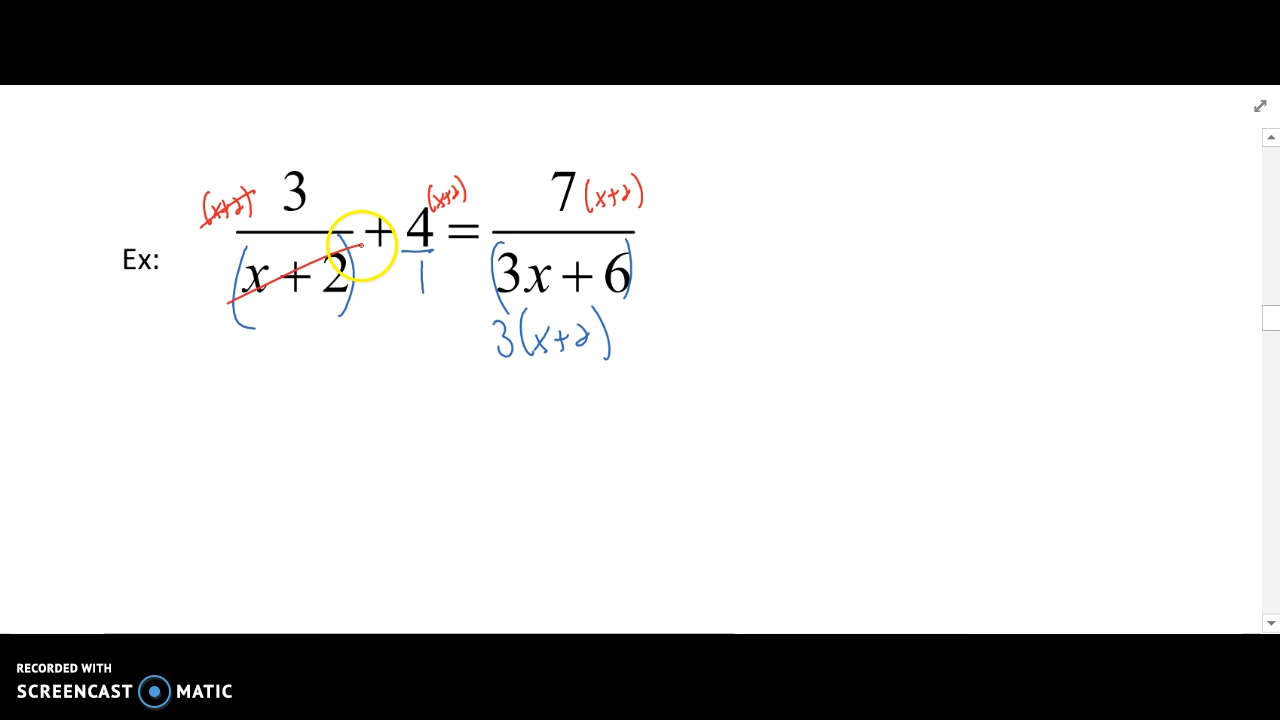 (x+2) 3 / (x + 2) + 4 (x+2) / 1 = 7 (x+2) / (3x + 6)
Ex:
3(x+2)
RECORDED WITH
SCREENCAST MATIC